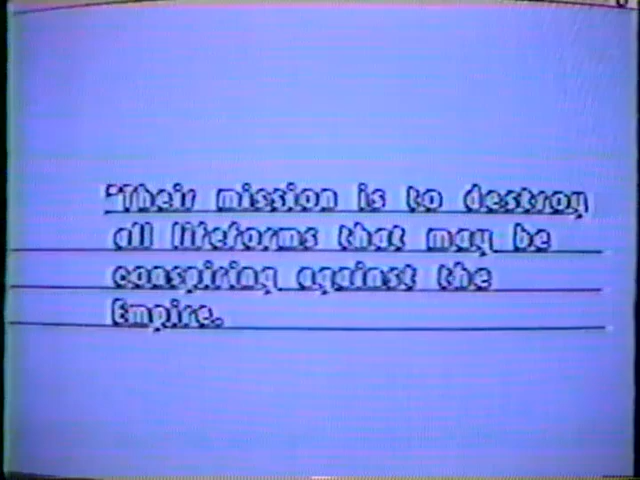 "Their mission is to destroy
all lifeforms that may be
conspiring against the
Empire.